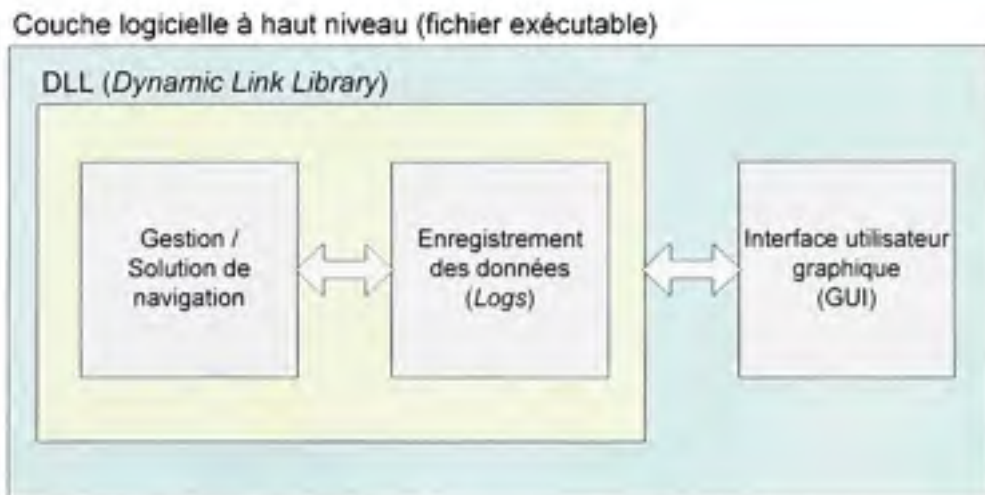 Couche logicielle à haut niveau (fichier exécutable)
DLL (Dynamic Link Library)
Gestion /
Solution de
navigation
Enregistrement
des données
(Logs)
Interface utilisateur
graphique
(GUI)